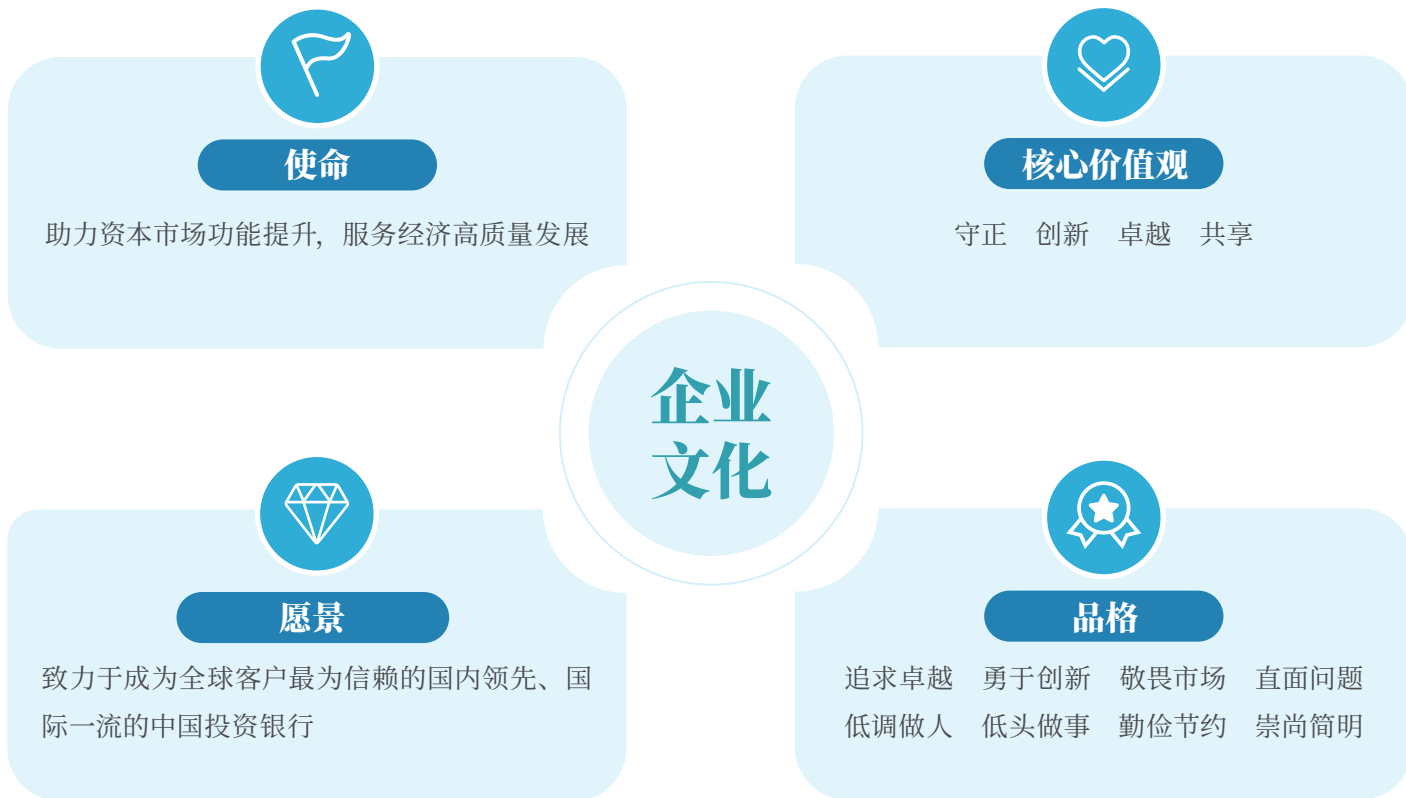 使命
助力资本市场功能提升，服务经济高质量发展
核心价值观
守正 创新 卓越 共享
企业
文化
愿景
致力于成为全球客户最为信赖的国内领先、国
际一流的中国投资银行
品格
追求卓越 勇于创新 敬畏市场 直面问题
低调做人 低头做事 勤俭节约 崇尚简明